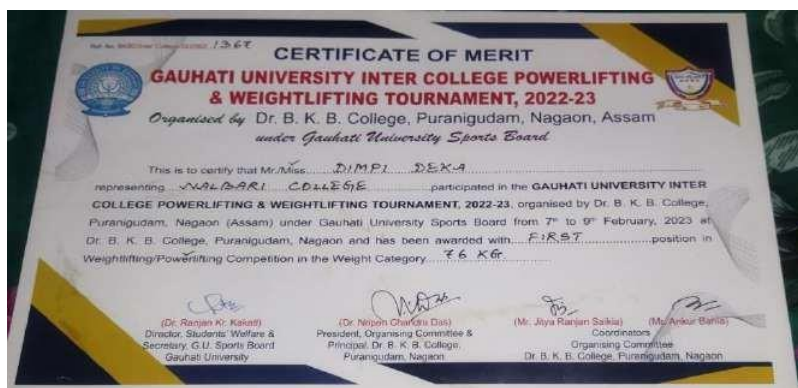 1367
CERTIFICATE OF MERIT
GAUHATI UNIVERSITY INTER COLLEGE POWERLIFTING
& WEIGHTLIFTING TOURNAMENT, 2022-23
Organised by Dr. B. K. B. College, Puranigudam, Nagaon, Assam
under Gauhati University Sports Board
This is to certify that Mr./Miss DIMPI DEKA
representing NALBARI COLLEGE participated in the GAUHATI UNIVERSITY INTER
COLLEGE POWERLIFTING & WEIGHTLIFTING TOURNAMENT, 2022-23, organised by Dr. B. K. B. College,
Puranigudam, Nagaon (Assam) under Gauhati University Sports Board from 7th to 9th February, 2023 at
Dr. B. K. B. College, Puranigudam, Nagaon and has been awarded with FIRST position in
Weightlifting/Powerlifting Competition in the Weight Category 76 KG.
(Dr. Ranjan Kr. Kakati) (Dr. Nripen Chandra Das) (Mr. Jitya Ranjan Saikia) (Ms. Ankur
Director, Students' Welfare & President, Organising Committee & Coordinators
Secretary, G.U. Sports Board Principal, Dr. B. K. B. College, Organising Committee
Gauhati University Puranigudam, Nagaon Dr. B. K. B. College, Puranigudam, Nagaon